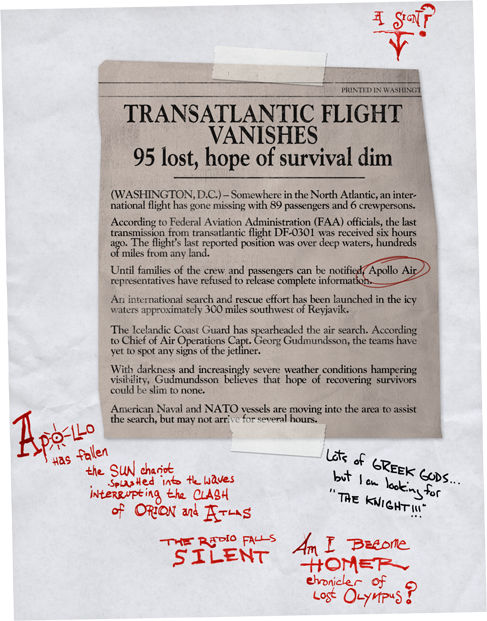 A SIGN?
PRINTED IN WASHINGT
TRANSATLANTIC FLIGHT
VANISHES
95 lost, hope of survival dim
(WASHINGTON, D.C.) – Somewhere in the North Atlantic, an inter-
national flight has gone missing with 89 passengers and 6 crewpersons.
According to Federal Aviation Administration (FAA) officials, the last
transmission from transatlantic flight DF-0301 was received six hours
ago. The flight's last reported position was over deep waters, hundreds
of miles from any land.
Until families of the crew and passengers can be notified, Apollo Air
representatives have refused to release complete information.
An international search and rescue effort has been launched in the icy
waters approximately 300 miles southwest of Reyjavik.
The Icelandic Coast Guard has spearheaded the air search. According
to Chief of Air Operations Capt. Georg Gudmundsson, the teams have
yet to spot any signs of the jetliner.
With darkness and increasingly severe weather conditions hampering
visibility, Gudmundsson believes that hope of recovering survivors
could be slim to none.
American Naval and NATO vessels are moving into the area to assist
the search, but may not arrive for several hours.
Apollo
has fallen
the SUN chariot
splashed into the waves
interrupting the CLASH
of ORION and ATLAS
Lots of GREEK GODS...
but I am looking for
"THE KNIGHT!!!"
THE RADIO FALLS
SILENT
Am I BECOME
HOMER
chronicler of
Lost Olympus?